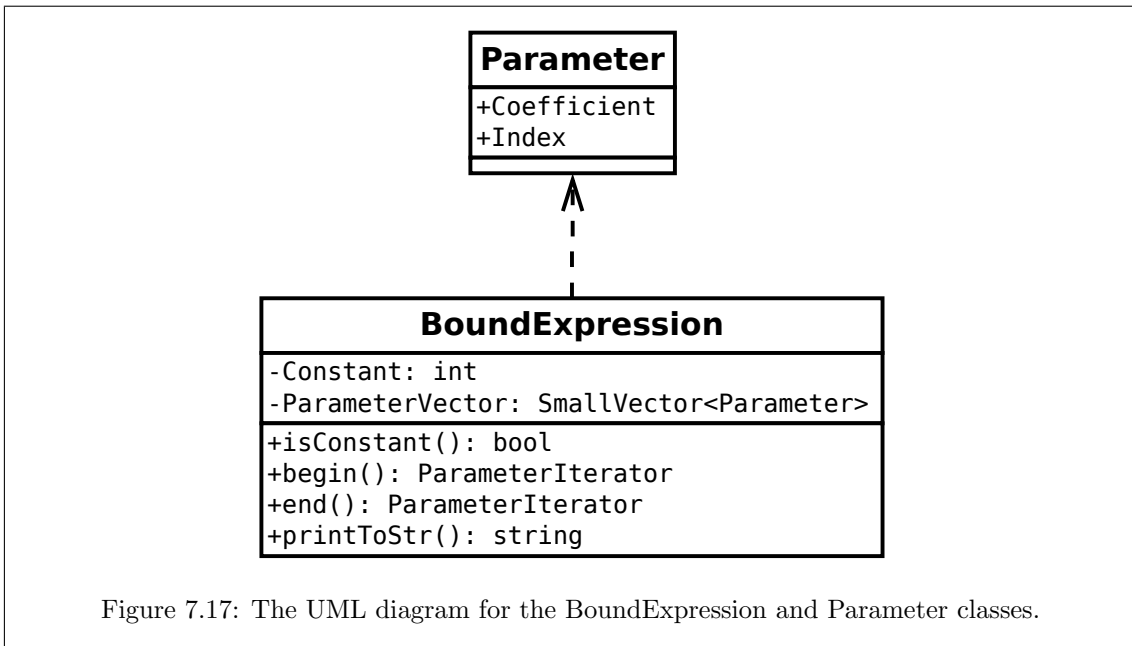 Parameter
+Coefficient
+Index
BoundExpression
-Constant: int
-ParameterVector: SmallVector<Parameter>
+isConstant(): bool
+begin(): ParameterIterator
+end(): ParameterIterator
+printToStr(): string
Figure 7.17: The UML diagram for the BoundExpression and Parameter classes.